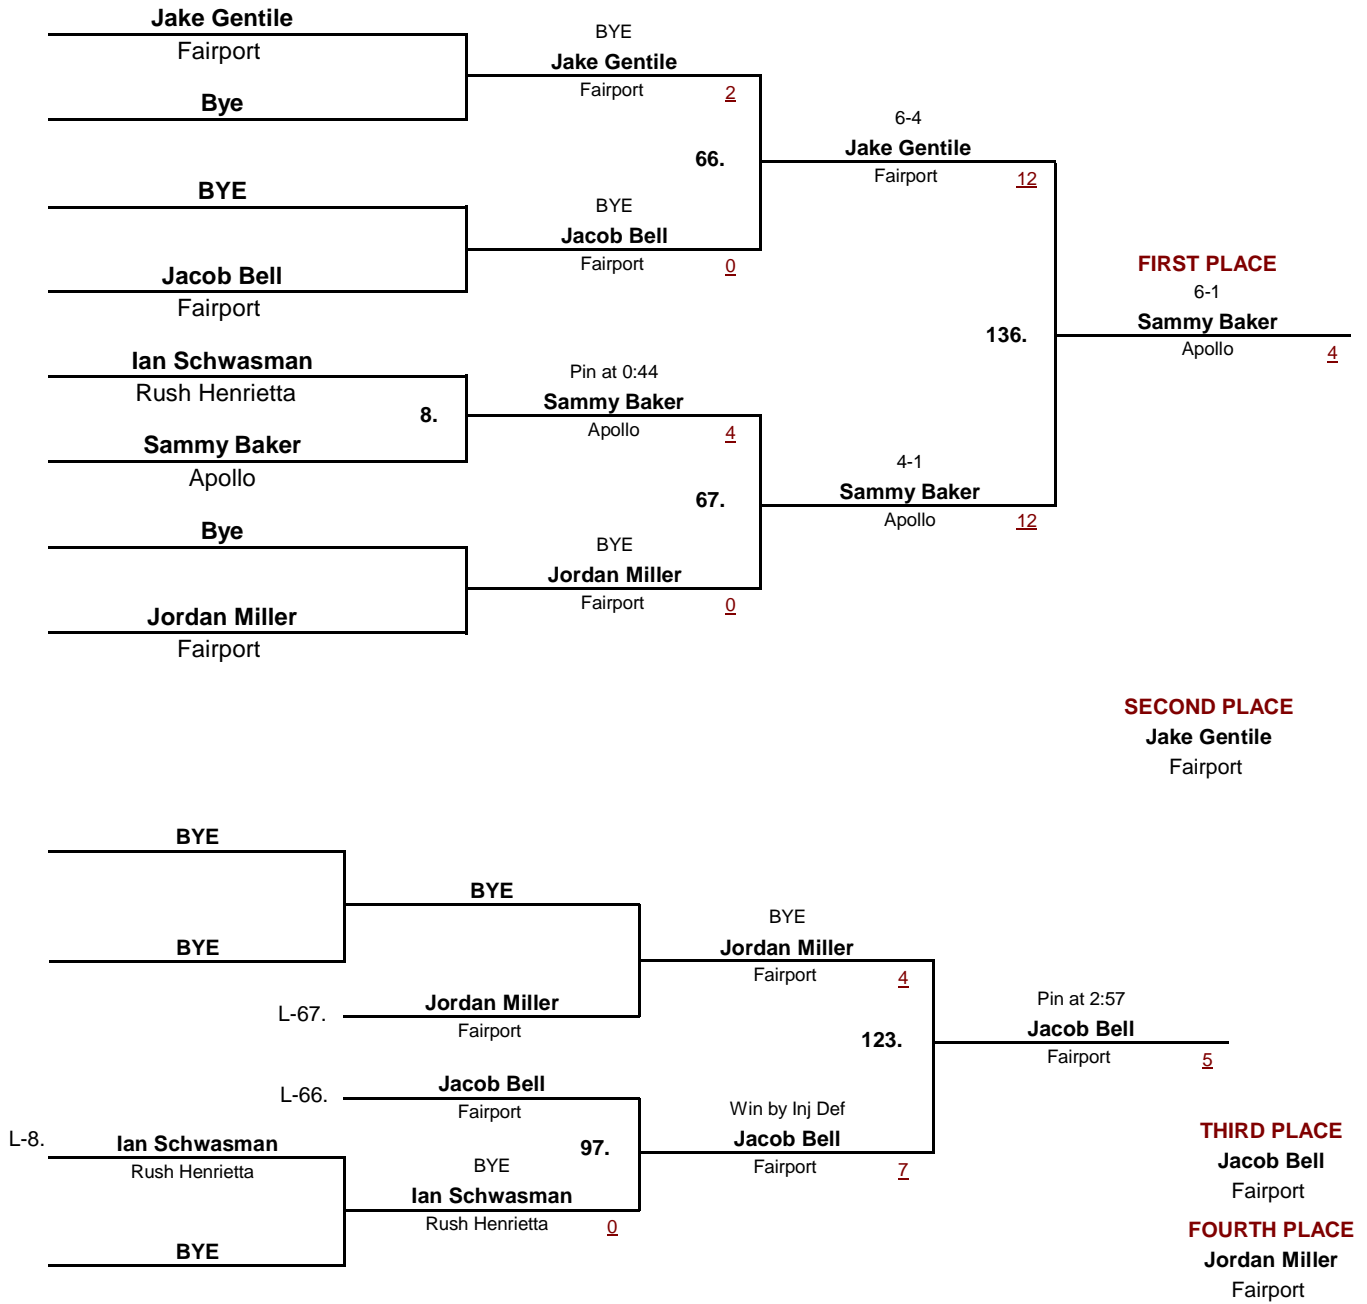 Jake Gentile
Fairport
Bye
BYE
Jake Gentile
Fairport
2
66.
BYE
Jacob Bell
Fairport
BYE
Jacob Bell
Fairport
0
6-4
Jake Gentile
Fairport
12
Ian Schwasman
Rush Henrietta
8.
Sammy Baker
Apollo
Pin at 0:44
Sammy Baker
Apollo
4
67.
Bye
Jordan Miller
Fairport
BYE
Jordan Miller
Fairport
0
4-1
Sammy Baker
Apollo
12
136.
FIRST PLACE
6-1
Sammy Baker
Apollo
4
SECOND PLACE
Jake Gentile
Fairport
BYE
BYE
BYE
L-67.
Jordan Miller
Fairport
BYE
Jordan Miller
Fairport
4
L-66.
Jacob Bell
Fairport
L-8.
Ian Schwasman
Rush Henrietta
BYE
97.
BYE
Ian Schwasman
Rush Henrietta
0
Win by Inj Def
Jacob Bell
Fairport
7
123.
Pin at 2:57
Jacob Bell
Fairport
5
THIRD PLACE
Jacob Bell
Fairport
FOURTH PLACE
Jordan Miller
Fairport